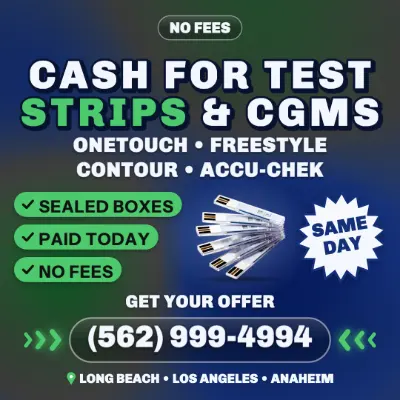 NO FEES
CASH FOR TEST
STRIPS & CGMS
ONETOUCH • FREESTYLE
CONTOUR • ACCU-CHEK
SEALED BOXES
PAID TODAY
NO FEES
SAME
DAY
GET YOUR OFFER
(562) 999-4994
LONG BEACH • LOS ANGELES • ANAHEIM